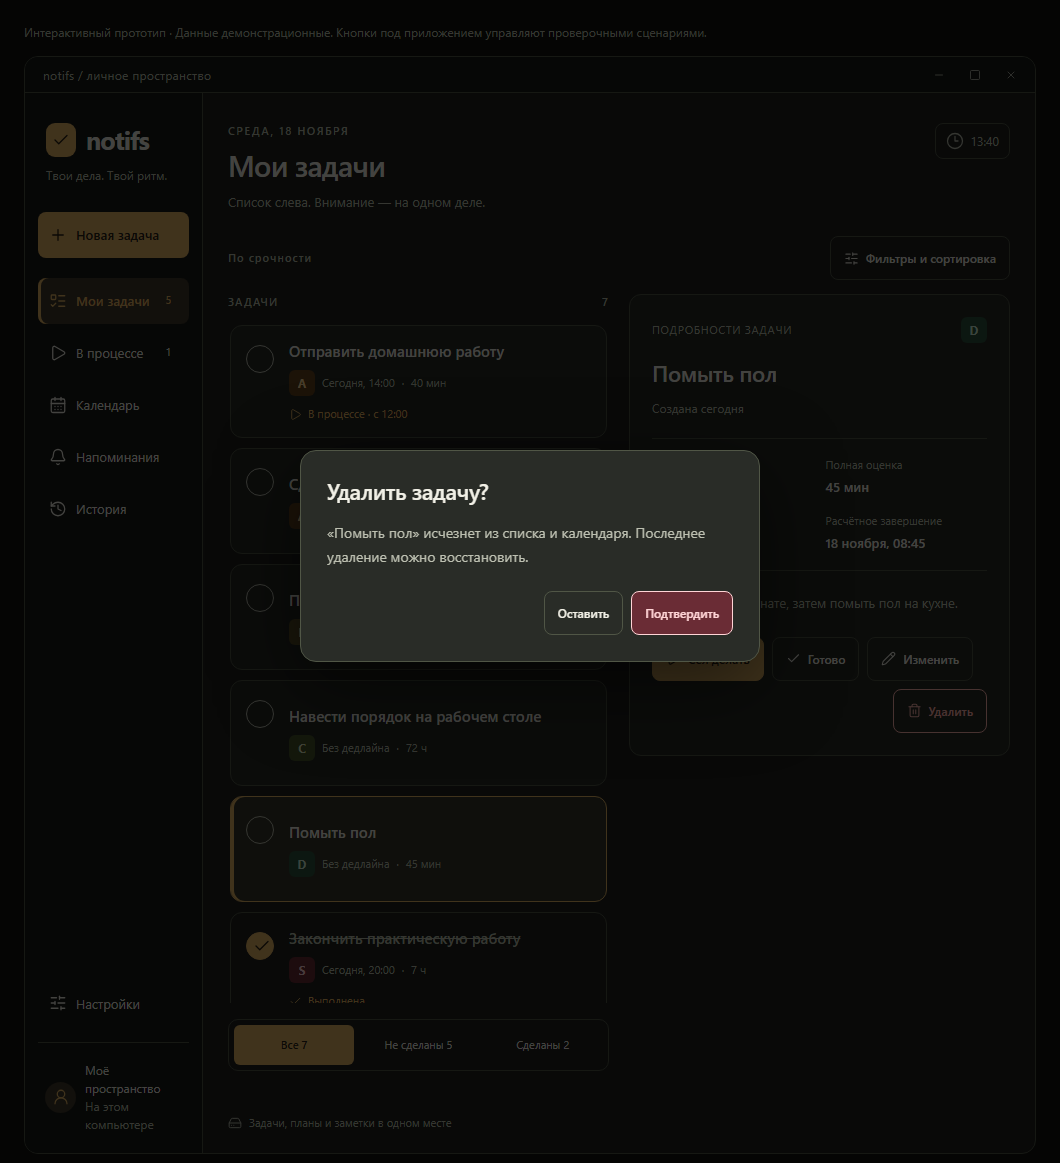 Интерактивный прототип · Данные демонстрационные. Кнопки под приложением управляют проверочными сценариями.
notifs / личное пространство
notifs
Твои дела. Твой ритм.
Новая задача
Мои задачи 5
В процессе 1
Календарь
Напоминания
История
Настройки
Моё
пространство
На этом
компьютере
СРЕДА, 18 НОЯБРЯ
Мои задачи
Список слева. Внимание — на одном деле.
13:40
По срочности
Фильтры и сортировка
ЗАДАЧИ 7
Отправить домашнюю работу
A Сегодня, 14:00 · 40 мин
В процессе · с 12:00
Навести порядок на рабочем столе
C Без дедлайна · 72 ч
Помыть пол
D Без дедлайна · 45 мин
Закончить практическую работу
S Сегодня, 20:00 · 7 ч
Выполнена
Все 7
Не сделаны 5
Сделаны 2
Задачи, планы и заметки в одном месте
ПОДРОБНОСТИ ЗАДАЧИ D
Помыть пол
Создана сегодня
Полная оценка
45 мин
Расчётное завершение
18 ноября, 08:45
затем помыть пол на кухне.
Готово
Изменить
Удалить
Удалить задачу?
«Помыть пол» исчезнет из списка и календаря. Последнее
удаление можно восстановить.
Оставить
Подтвердить